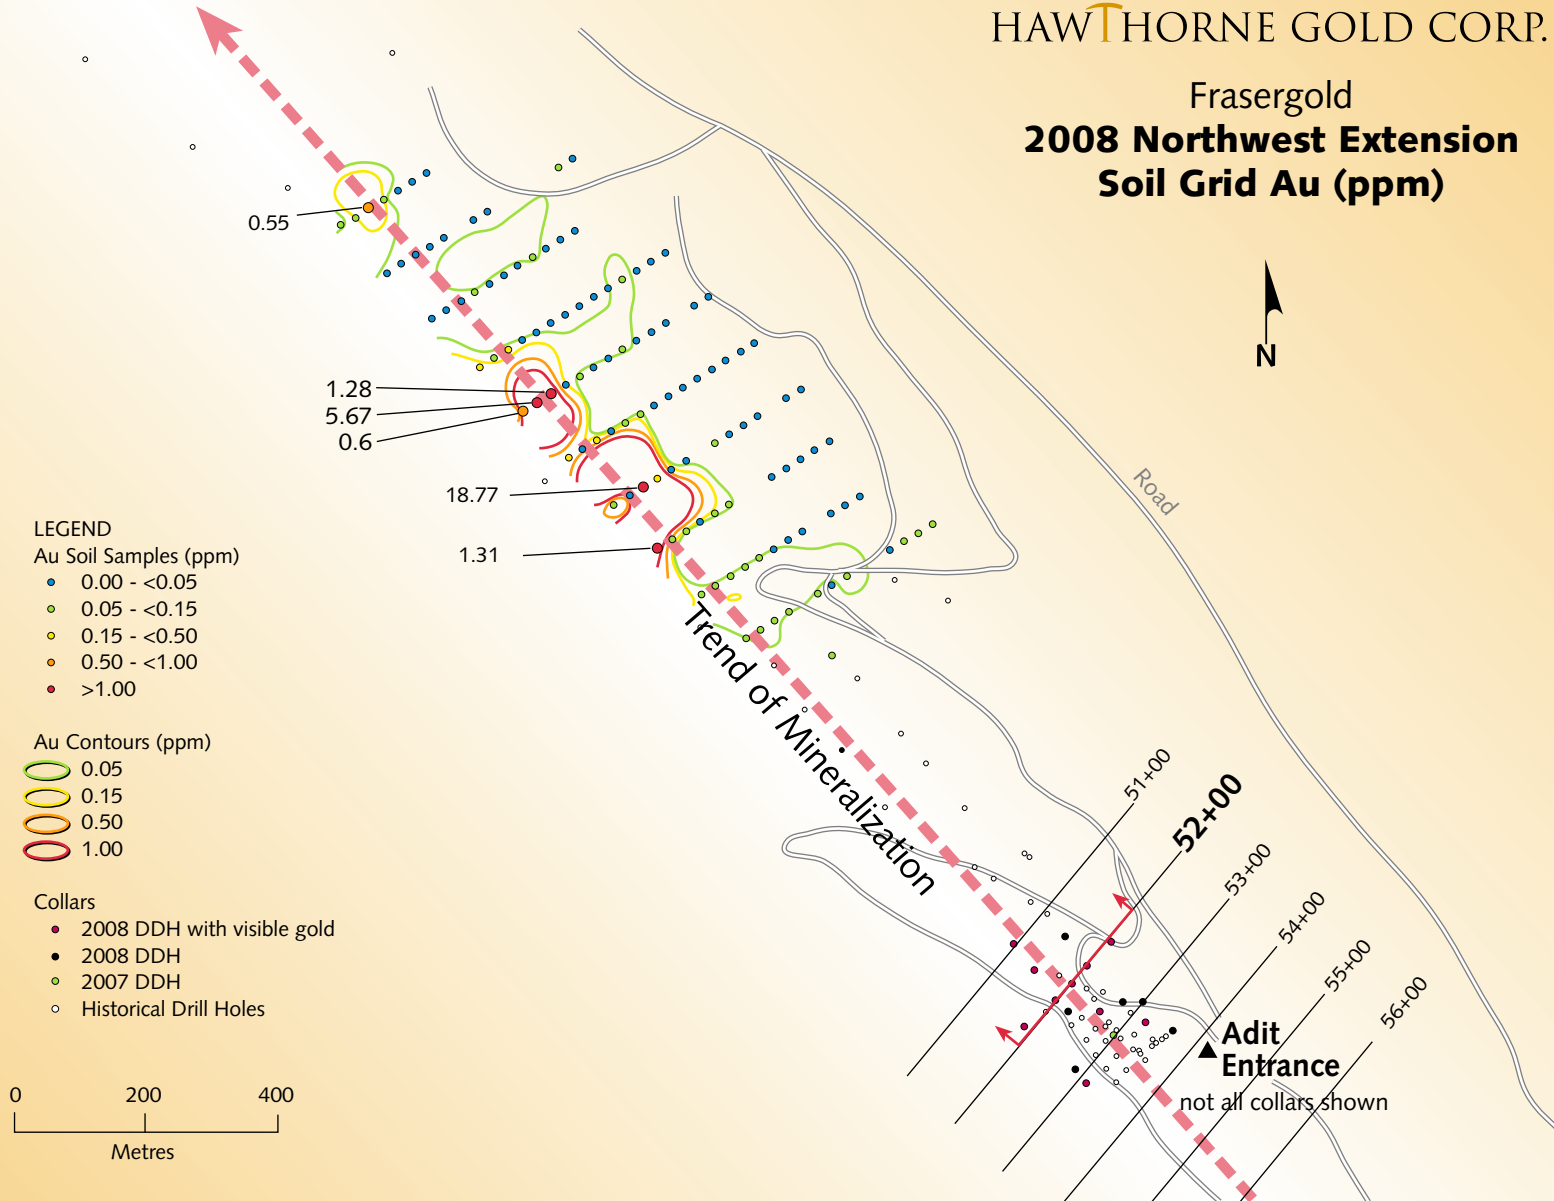 HAWTHORNE GOLD CORP.
Frasergold
2008 Northwest Extension
Soil Grid Au (ppm)
N
0.55
1.28
5.67
0.6
18.77
1.31
Road
Trend of Mineralization
LEGEND
Au Soil Samples (ppm)
0.00 - <0.05
0.05 - <0.15
0.15 - <0.50
0.50 - <1.00
>1.00
Au Contours (ppm)
0.05
0.15
0.50
1.00
Collars
2008 DDH with visible gold
2008 DDH
2007 DDH
Historical Drill Holes
51+00
52+00
53+00
54+00
55+00
56+00
Adit
Entrance
not all collars shown
0 200 400
Metres